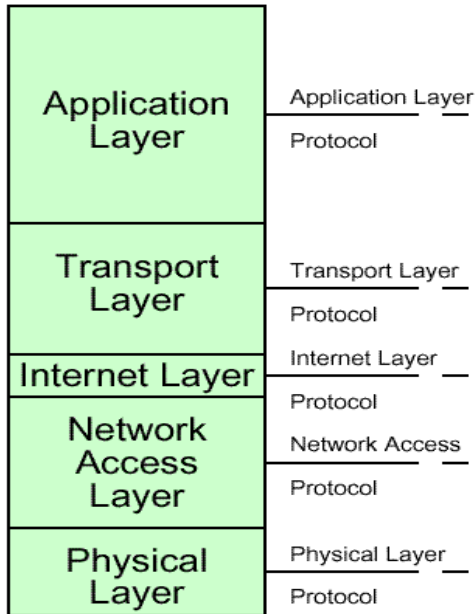 Application
Layer
Application Layer
Protocol
Transport
Layer
Transport Layer
Protocol
Internet Layer
Internet Layer
Protocol
Network
Access
Layer
Network Access
Protocol
Physical
Layer
Physical Layer
Protocol